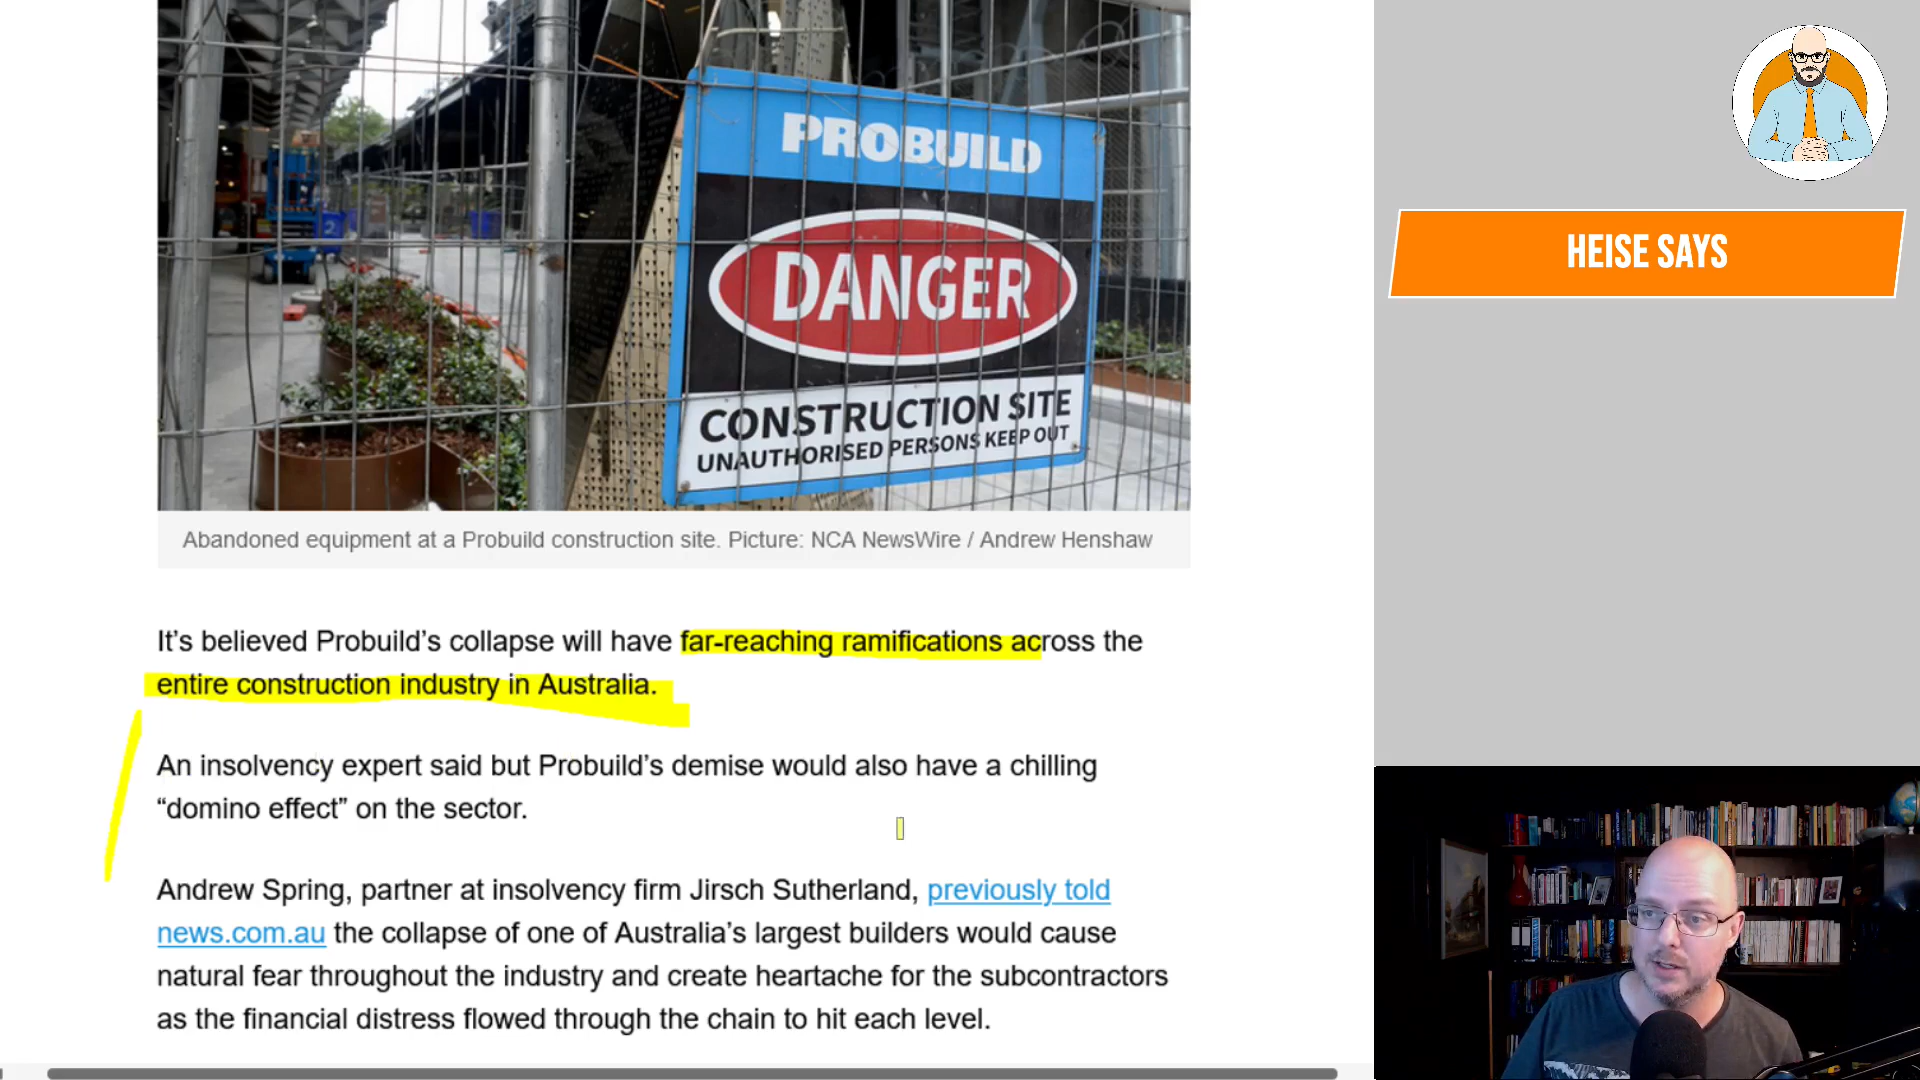 PROBUILD
DANGER
CONSTRUCTION SITE
UNAUTHORISED PERSONS KEEP OUT
2
Abandoned equipment at a Probuild construction site. Picture: NCA NewsWire / Andrew Henshaw
It’s believed Probuild’s collapse will have far-reaching ramifications across the
entire construction industry in Australia.
An insolvency expert said but Probuild’s demise would also have a chilling
“domino effect” on the sector.
Andrew Spring, partner at insolvency firm Jirsch Sutherland, previously told
news.com.au the collapse of one of Australia’s largest builders would cause
natural fear throughout the industry and create heartache for the subcontractors
as the financial distress flowed through the chain to hit each level.
HEISE SAYS